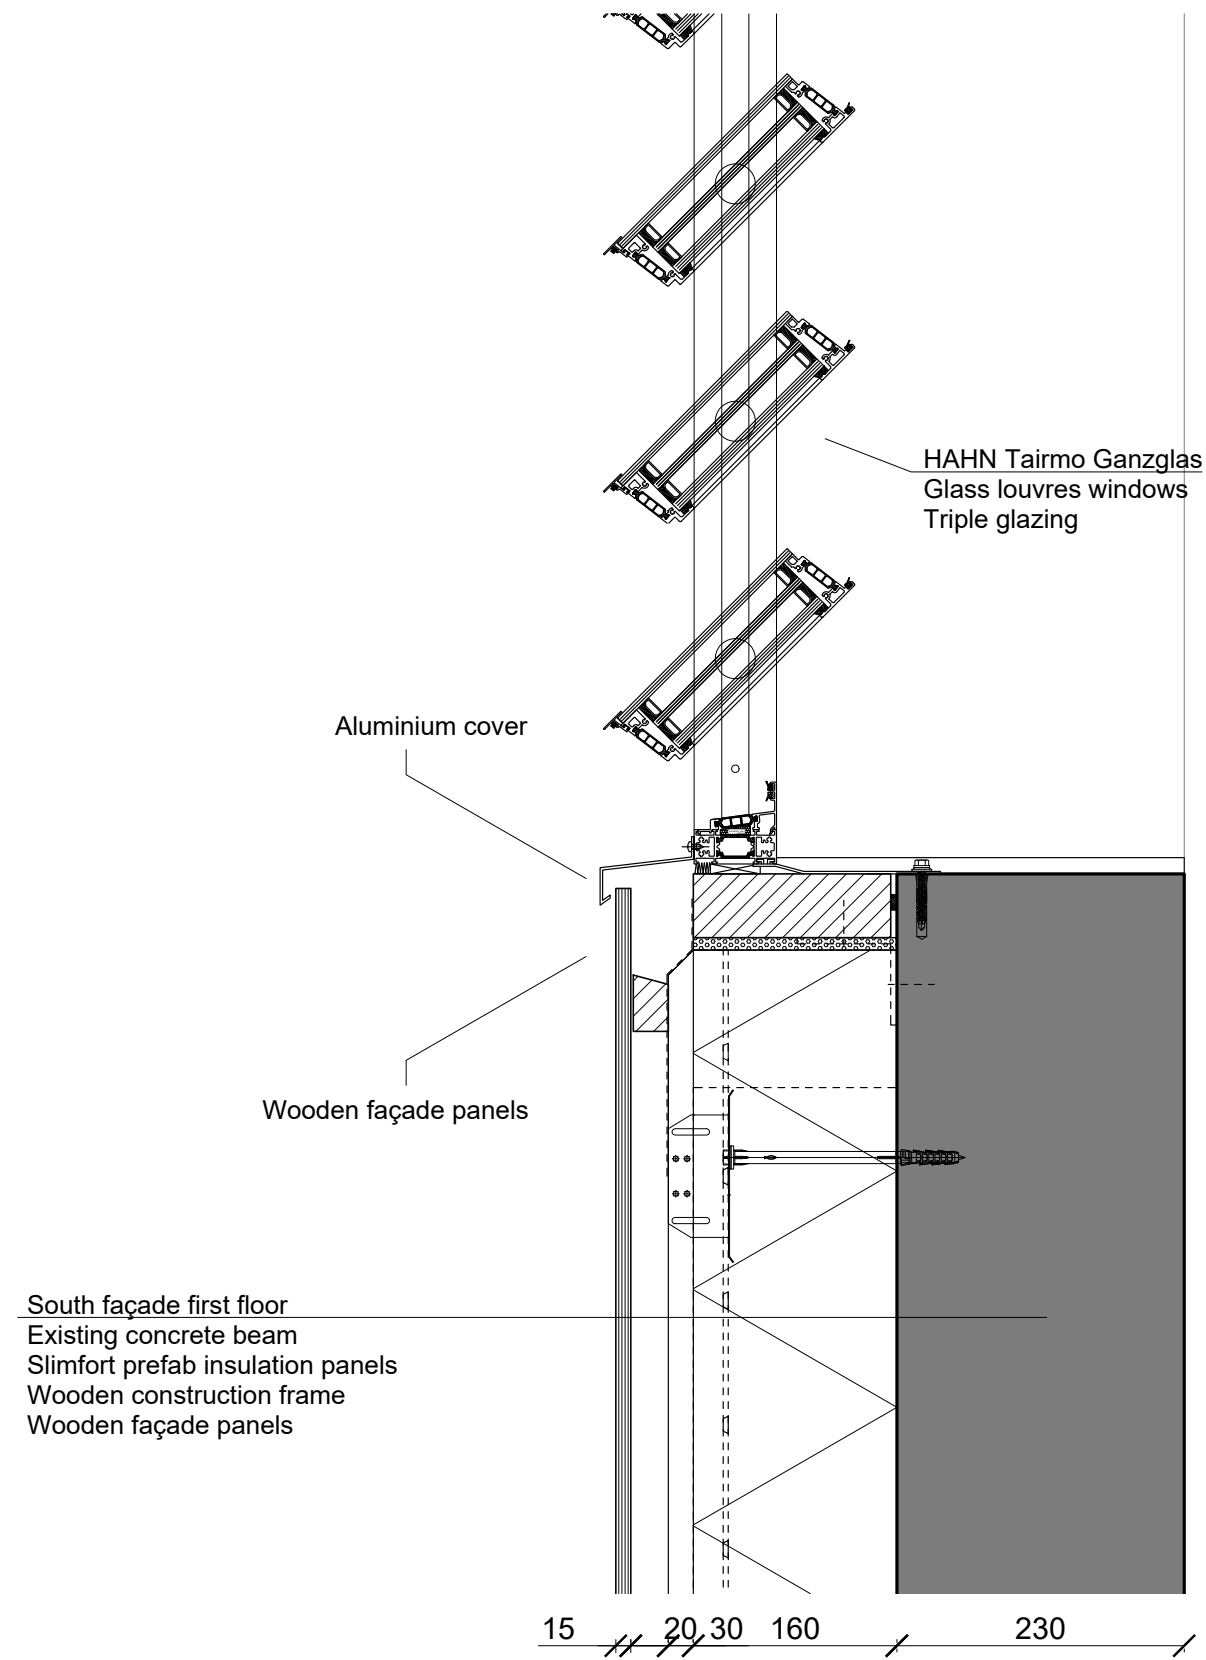 HAHN Tairmo Ganzglas
Glass louvres windows
Triple glazing
Aluminium cover
Wooden façade panels
South façade first floor
Existing concrete beam
Slimfort prefab insulation panels
Wooden construction frame
Wooden façade panels
15 20 30 160 230